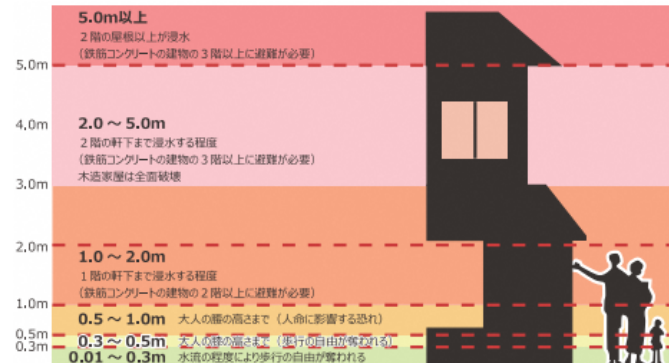 5.0m以上
2階の屋根以上が浸水
(鉄筋コンクリートの建物の3階以上に避難が必要)
5.0m
4.0m
2.0～5.0m
2階の軒下まで浸水する程度
(鉄筋コンクリートの建物の3階以上に避難が必要)
木造家屋は全面破壊
3.0m
2.0m
1.0～2.0m
1階の軒下まで浸水する程度
(鉄筋コンクリートの建物の2階以上に避難が必要)
1.0m
0.5～1.0m 大人の腰の高さまで（人命に影響する恐れ）
0.5m
0.3～0.5m 大人の膝の高さまで（歩行の自由が奪われる）
0.3m
0.01～0.3m 水流の程度により歩行の自由が奪われる